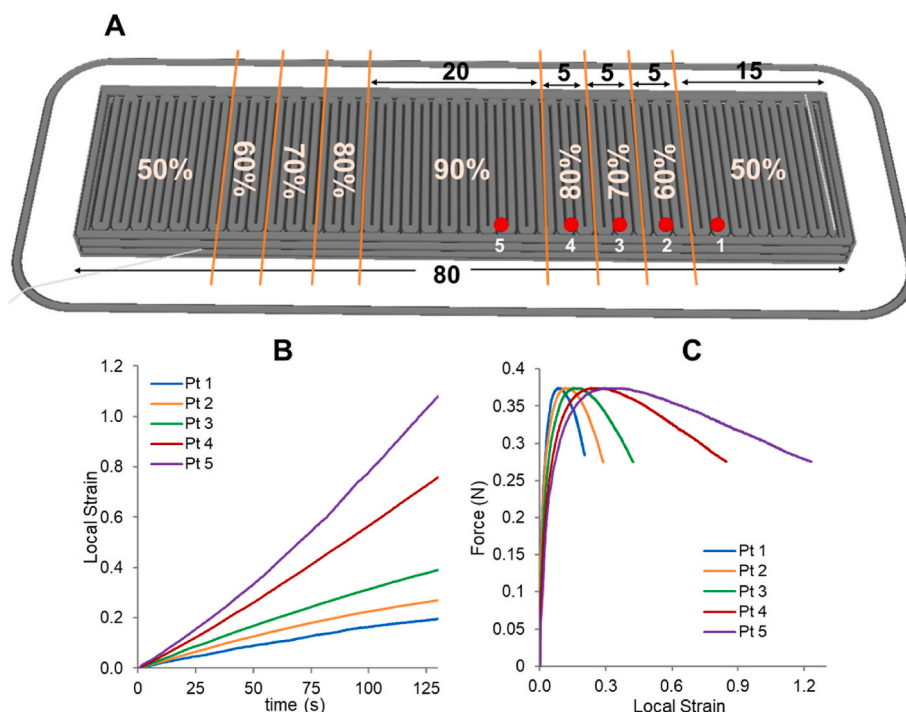 A
20 5 5 5 15
50% 60% 70% 80% 90% 80% 70% 60% 50%
5 4 3 2 1
80
B
1.2
1.0
0.8
0.6
0.4
0.2
0.0
Local Strain
Pt 1
Pt 2
Pt 3
Pt 4
Pt 5
0 25 50 75 100 125
time (s)
C
0.4
0.35
0.3
0.25
0.2
0.15
0.1
0.05
0
Force (N)
Pt 1
Pt 2
Pt 3
Pt 4
Pt 5
0.0 0.3 0.6 0.9 1.2
Local Strain